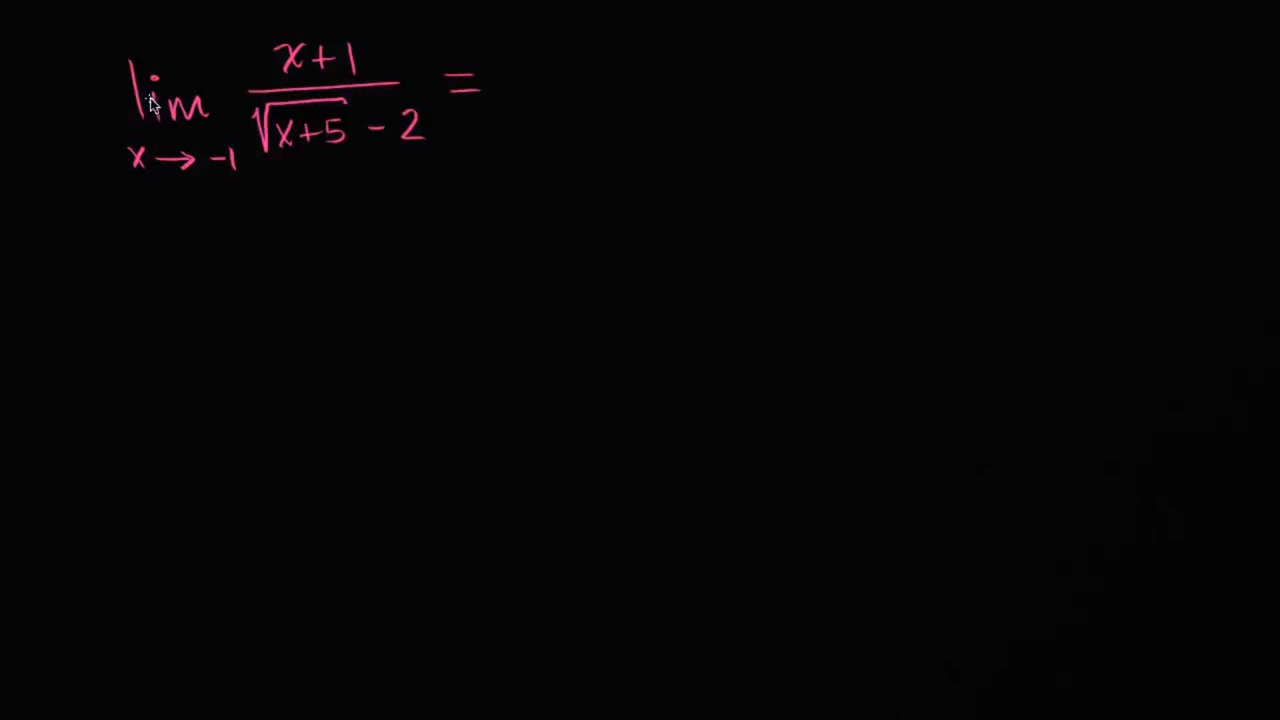 lim x→-1 (x+1)/(√(x+5) - 2) =